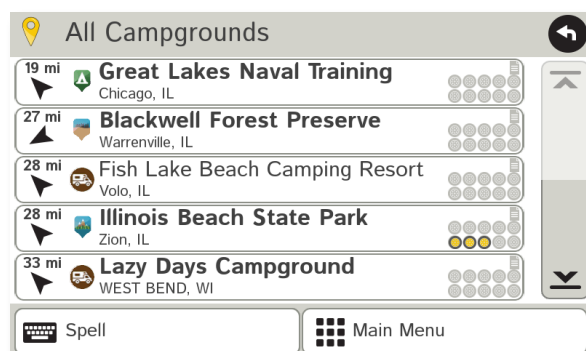 All Campgrounds
19 mi
Great Lakes Naval Training
Chicago, IL
27 mi
Blackwell Forest Preserve
Warrenville, IL
28 mi
Fish Lake Beach Camping Resort
Volo, IL
28 mi
Illinois Beach State Park
Zion, IL
33 mi
Lazy Days Campground
WEST BEND, WI
Spell
Main Menu